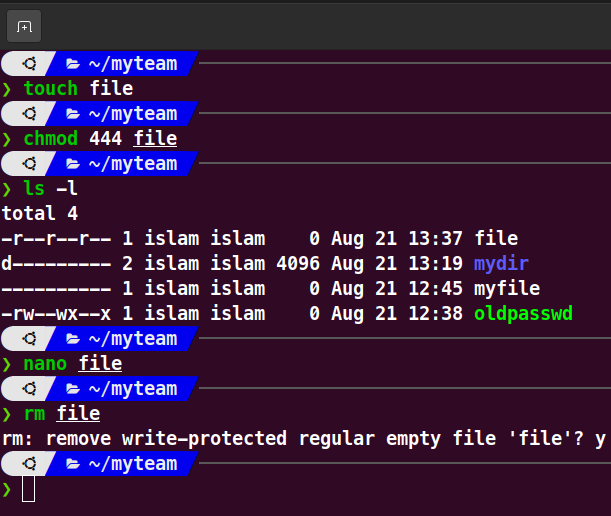 ~/myteam
❯ touch file
~/myteam
❯ chmod 444 file
~/myteam
❯ ls -l
total 4
-r--r--r-- 1 islam islam    0 Aug 21 13:37 file
d--------- 2 islam islam 4096 Aug 21 13:19 mydir
---------- 1 islam islam    0 Aug 21 12:45 myfile
-rw--wx--x 1 islam islam    0 Aug 21 12:38 oldpasswd
~/myteam
❯ nano file
~/myteam
❯ rm file
rm: remove write-protected regular empty file 'file'? y
~/myteam
❯